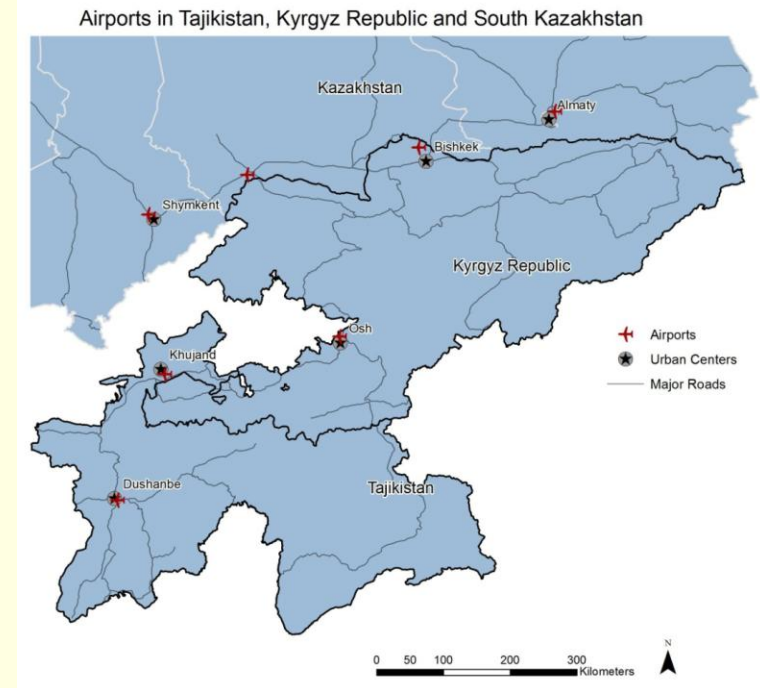 Airports in Tajikistan, Kyrgyz Republic and South Kazakhstan
Kazakhstan
Almaty
Bishkek
Shymkent
Kyrgyz Republic
Osh
Airports
Khujand
Urban Centers
Major Roads
Dushanbe
Tajikistan
N
0 50 100 200 300
Kilometers